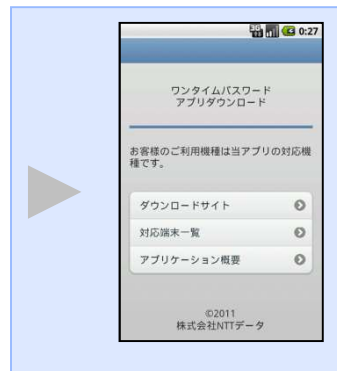 0:27
ワンタイムパスワード
アプリダウンロード
お客様のご利用機種は当アプリの対応機
種です。
ダウンロードサイト
対応端末一覧
アプリケーション概要
©2011
株式会社NTTデータ